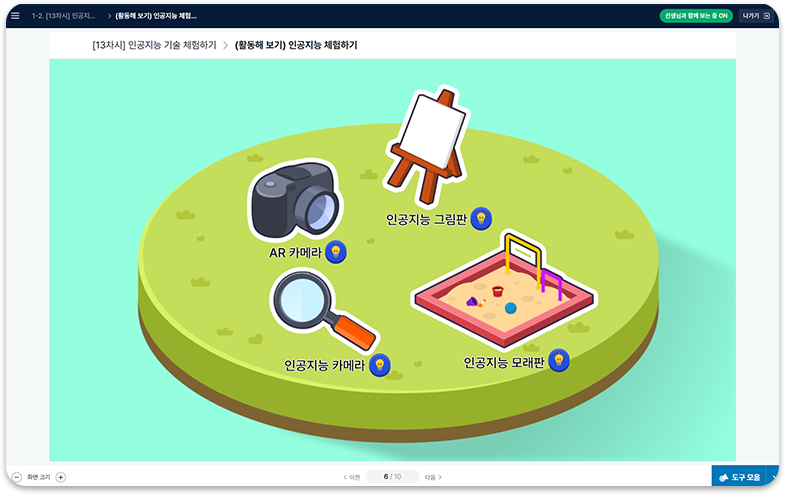 1-2. [13차시] 인공지... > (활동해 보기) 인공지능 체험... 선생님과 함께 보는 중 ON 나가기
[13차시] 인공지능 기술 체험하기 > (활동해 보기) 인공지능 체험하기
인공지능 그림판
AR 카메라
인공지능 카메라
인공지능 모래판
화면 크기
이전 6 / 10 다음
도구 모음